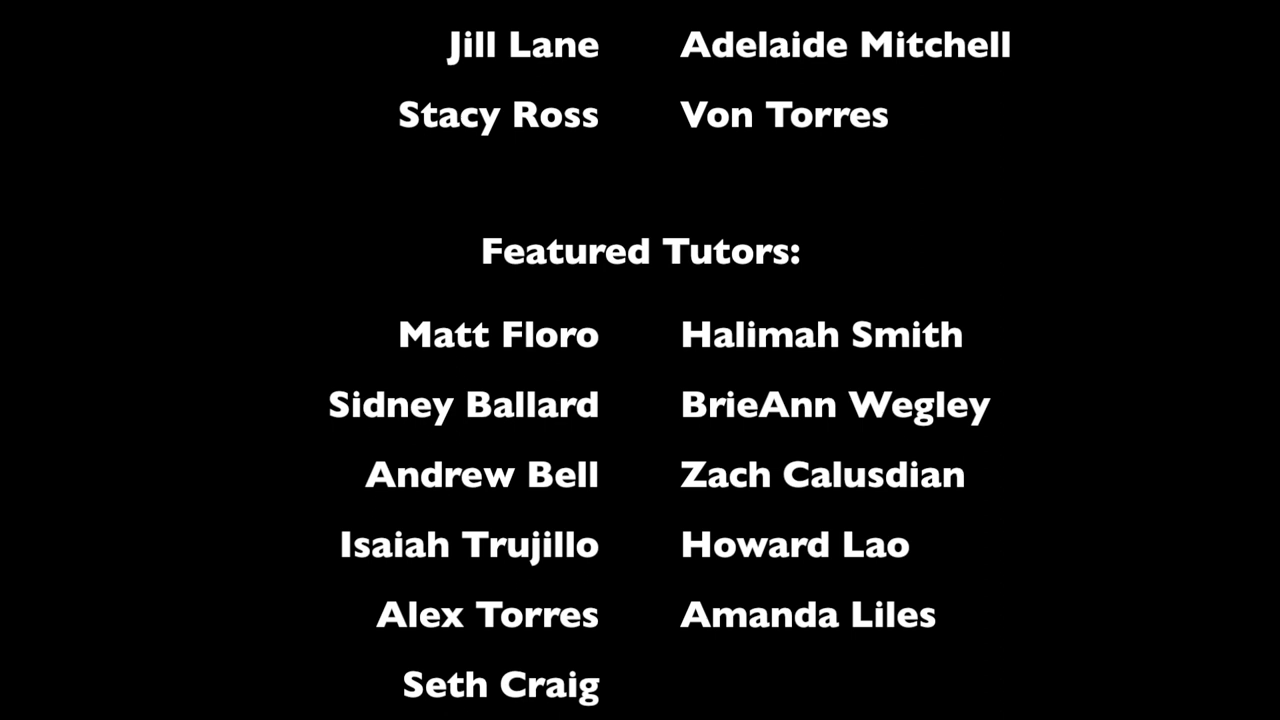 Jill Lane Adelaide Mitchell
Stacy Ross Von Torres
Featured Tutors:
Matt Floro Halimah Smith
Sidney Ballard BrieAnn Wegley
Andrew Bell Zach Calusdian
Isaiah Trujillo Howard Lao
Alex Torres Amanda Liles
Seth Craig